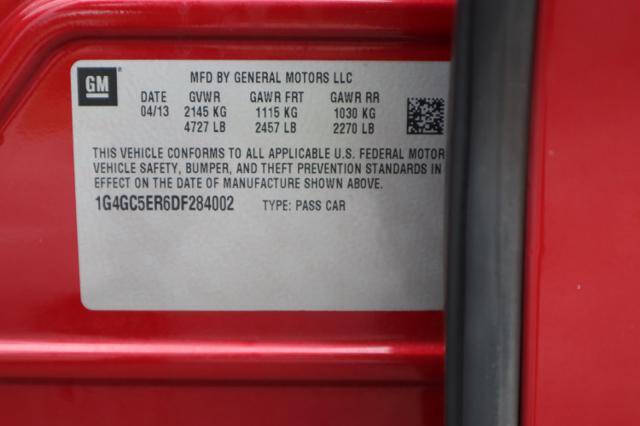 GM
MFD BY GENERAL MOTORS LLC
DATE GVWR GAWR FRT GAWR RR
04/13 2145 KG 1115 KG 1030 KG
4727 LB 2457 LB 2270 LB
THIS VEHICLE CONFORMS TO ALL APPLICABLE U.S. FEDERAL MOTOR
VEHICLE SAFETY, BUMPER, AND THEFT PREVENTION STANDARDS IN
EFFECT ON THE DATE OF MANUFACTURE SHOWN ABOVE.
1G4GC5ER6DF284002 TYPE: PASS CAR